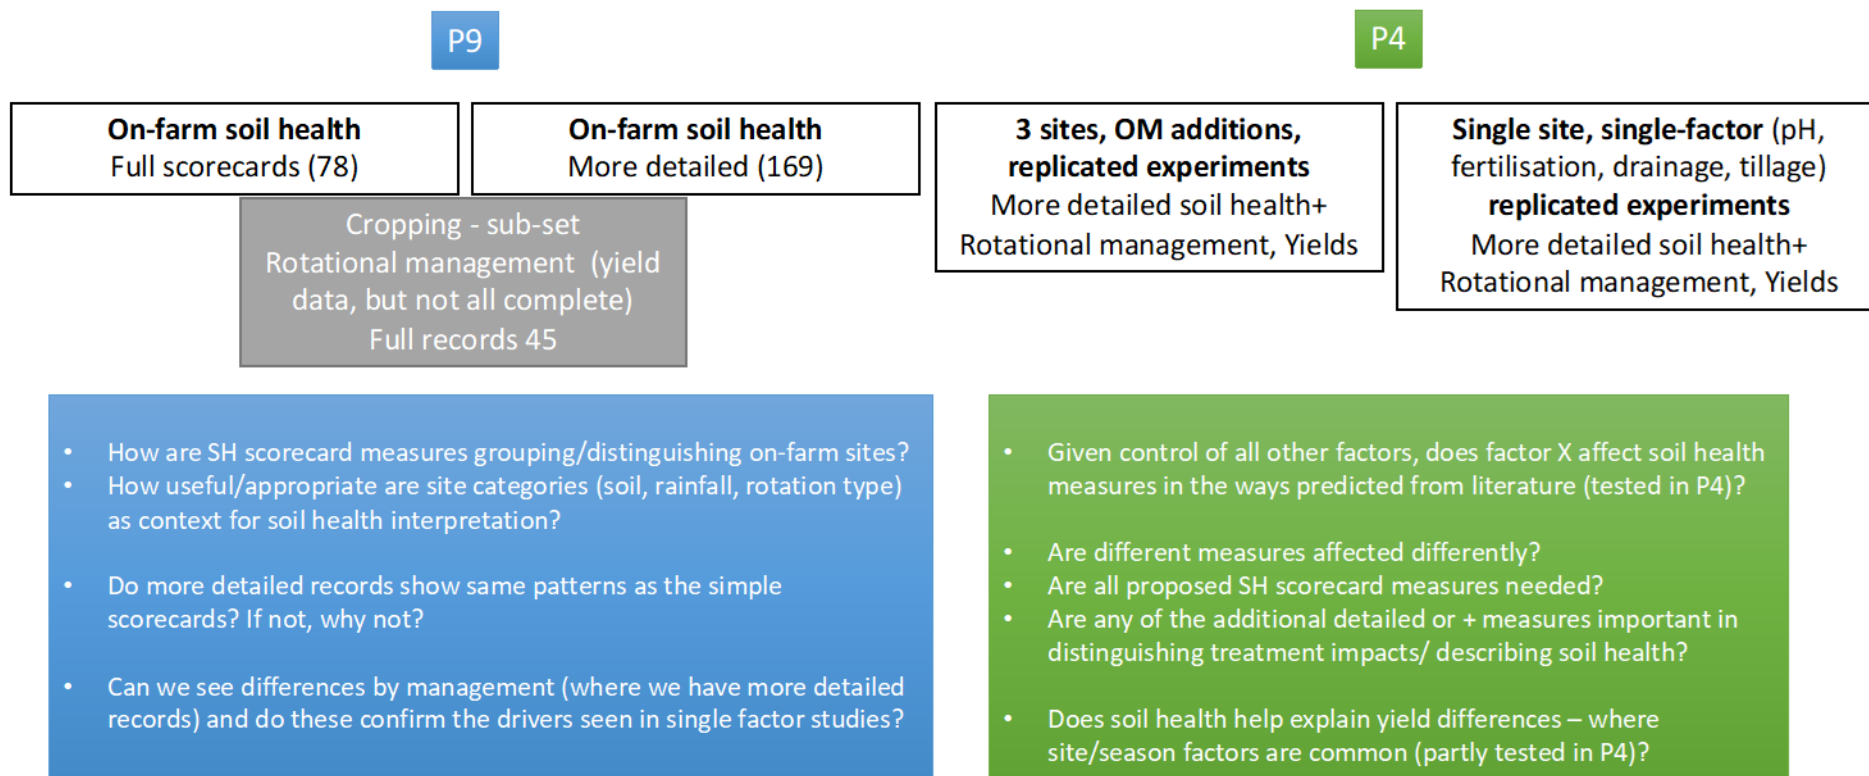 P9
P4
On-farm soil health
Full scorecards (78)
On-farm soil health
More detailed (169)
3 sites, OM additions,
replicated experiments
More detailed soil health+
Rotational management, Yields
Single site, single-factor (pH,
fertilisation, drainage, tillage)
replicated experiments
More detailed soil health+
Rotational management, Yields
Cropping - sub-set
Rotational management (yield
data, but not all complete)
Full records 45
• How are SH scorecard measures grouping/distinguishing on-farm sites?
• How useful/appropriate are site categories (soil, rainfall, rotation type)
as context for soil health interpretation?
• Do more detailed records show same patterns as the simple
scorecards? If not, why not?
• Can we see differences by management (where we have more detailed
records) and do these confirm the drivers seen in single factor studies?
• Given control of all other factors, does factor X affect soil health
measures in the ways predicted from literature (tested in P4)?
• Are different measures affected differently?
• Are all proposed SH scorecard measures needed?
• Are any of the additional detailed or + measures important in
distinguishing treatment impacts/ describing soil health?
• Does soil health help explain yield differences – where
site/season factors are common (partly tested in P4)?